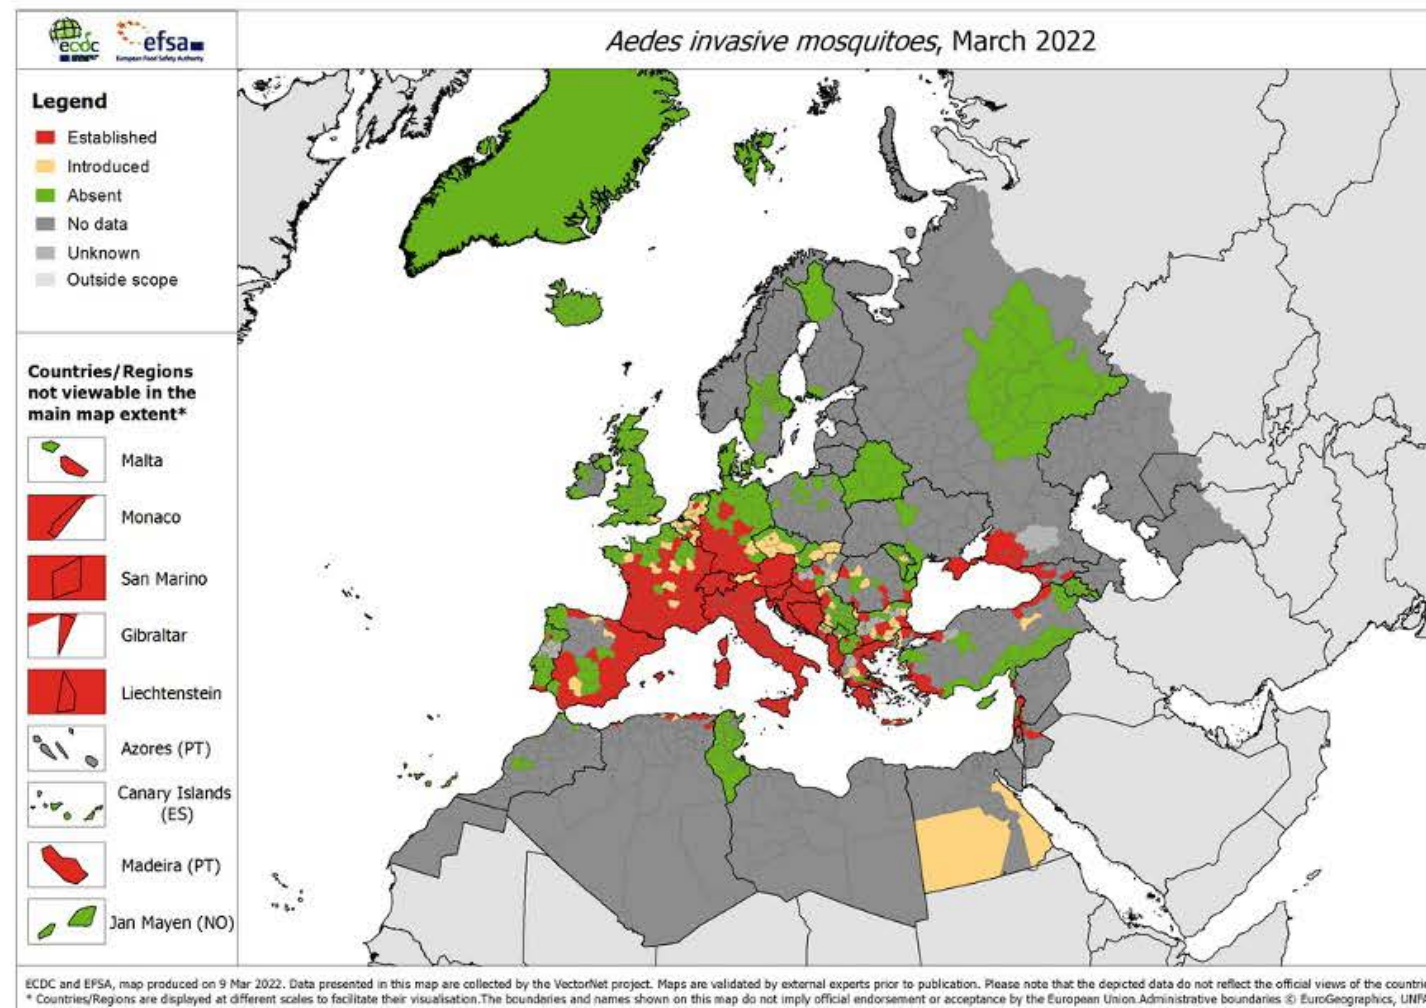 ecdc
efsa
European Food Safety Authority
Aedes invasive mosquitoes, March 2022
Legend
Established
Introduced
Absent
No data
Unknown
Outside scope
Countries/Regions
not viewable in the
main map extent*
Malta
Monaco
San Marino
Gibraltar
Liechtenstein
Azores (PT)
Canary Islands
(ES)
Madeira (PT)
Jan Mayen (NO)
ECDC and EFSA, map produced on 9 Mar 2022. Data presented in this map are collected by the VectorNet project. Maps are validated by external experts prior to publication. Please note that the depicted data do not reflect the official views of the countr
* Countries/Regions are displayed at different scales to facilitate their visualisation.The boundaries and names shown on this map do not imply official endorsement or acceptance by the European Union.Administrative boundaries © EuroGeographics, U